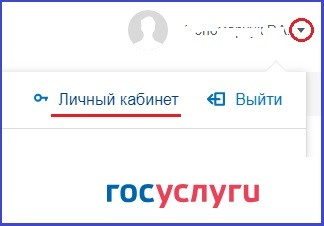 Личный кабинет Выйти
госуслуги